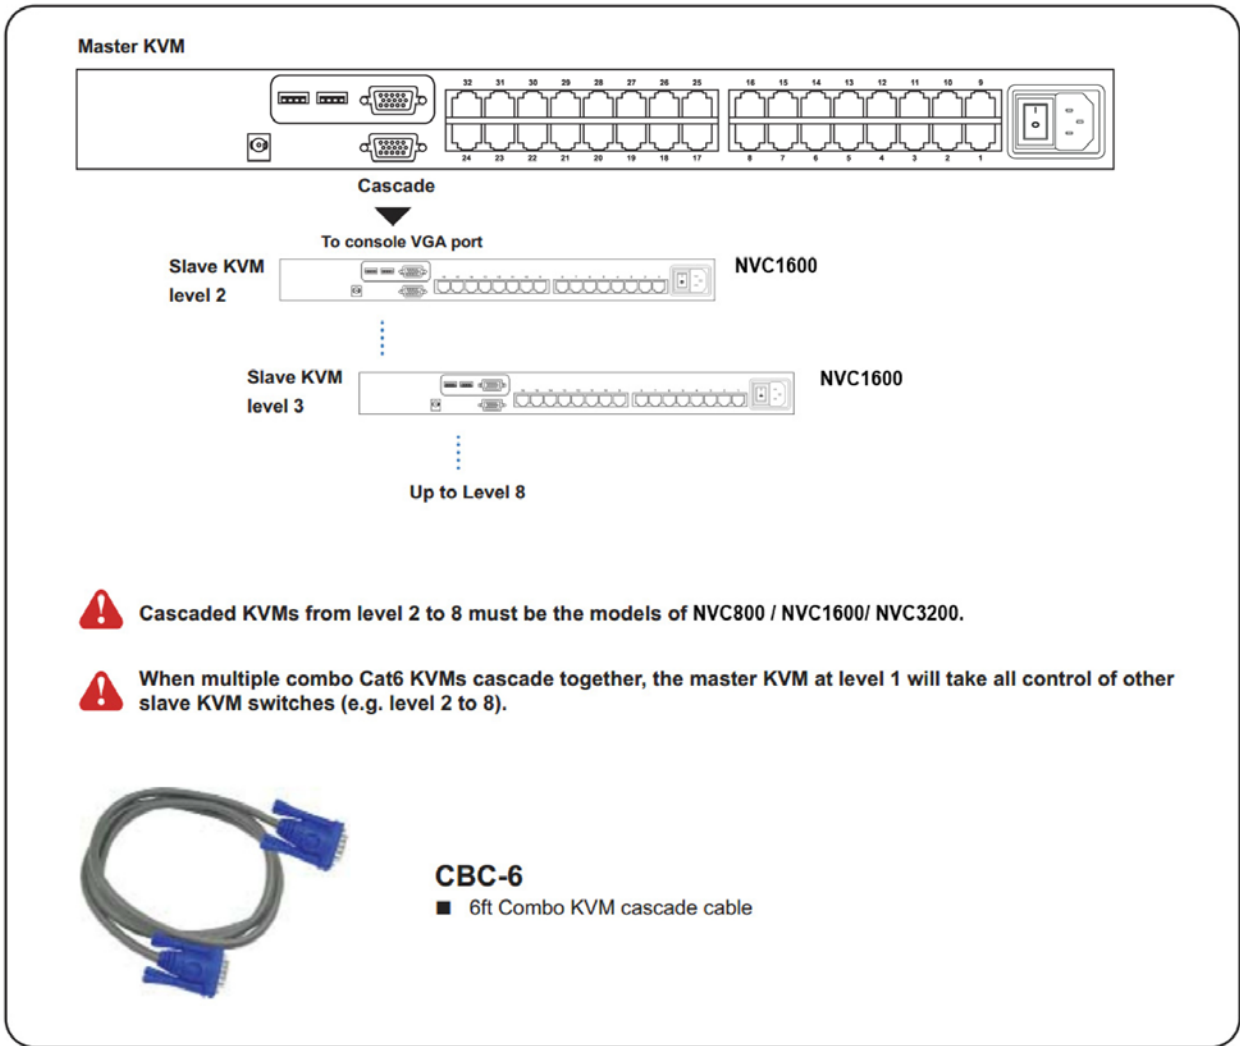 Master KVM
32 31 30 29 28 27 26 25 16 15 14 13 12 11 10 9
24 23 22 21 20 19 18 17 8 7 6 5 4 3 2 1
Cascade
To console VGA port
Slave KVM
level 2
NVC1600
Slave KVM
level 3
NVC1600
Up to Level 8
Cascaded KVMs from level 2 to 8 must be the models of NVC800 / NVC1600/ NVC3200.
When multiple combo Cat6 KVMs cascade together, the master KVM at level 1 will take all control of other
slave KVM switches (e.g. level 2 to 8).
CBC-6
■ 6ft Combo KVM cascade cable